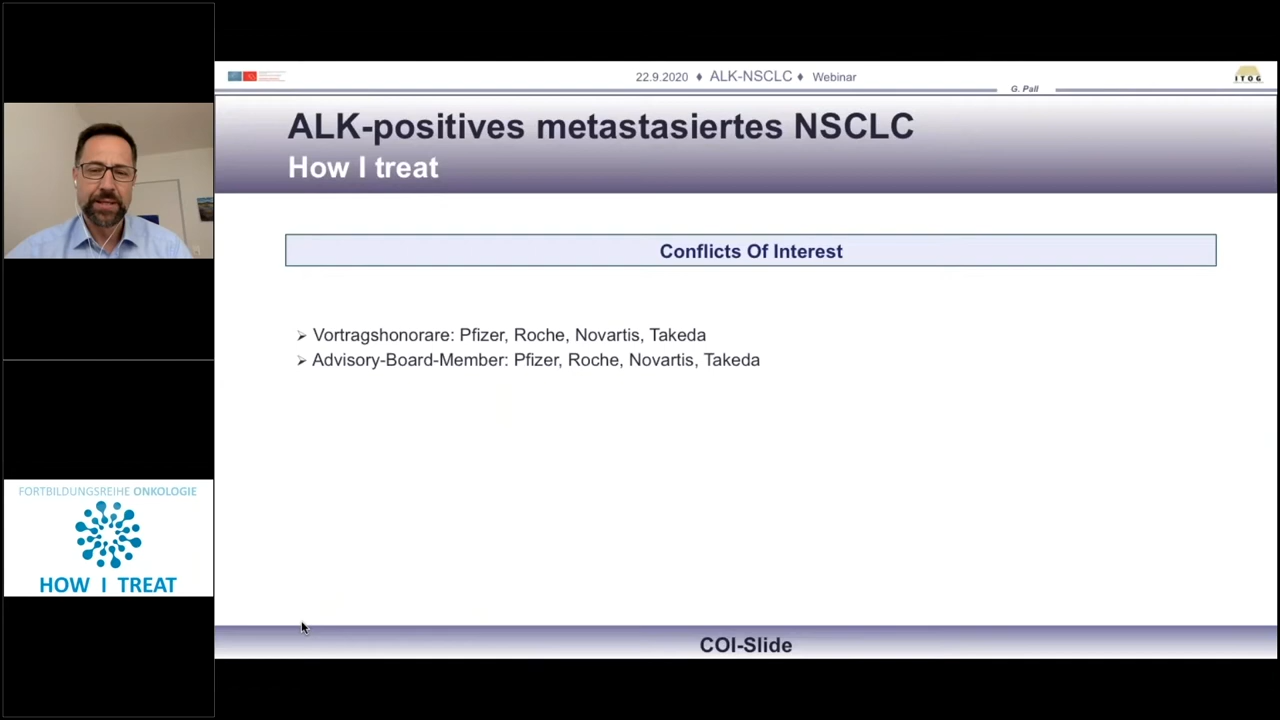 22.9.2020 ♦ ALK-NSCLC ♦ Webinar
G. Pall
ITOG
ALK-positives metastasiertes NSCLC
How I treat
Conflicts Of Interest
➢ Vortragshonorare: Pfizer, Roche, Novartis, Takeda
➢ Advisory-Board-Member: Pfizer, Roche, Novartis, Takeda
COI-Slide
FORTBILDUNGSREIHE ONKOLOGIE
HOW I TREAT